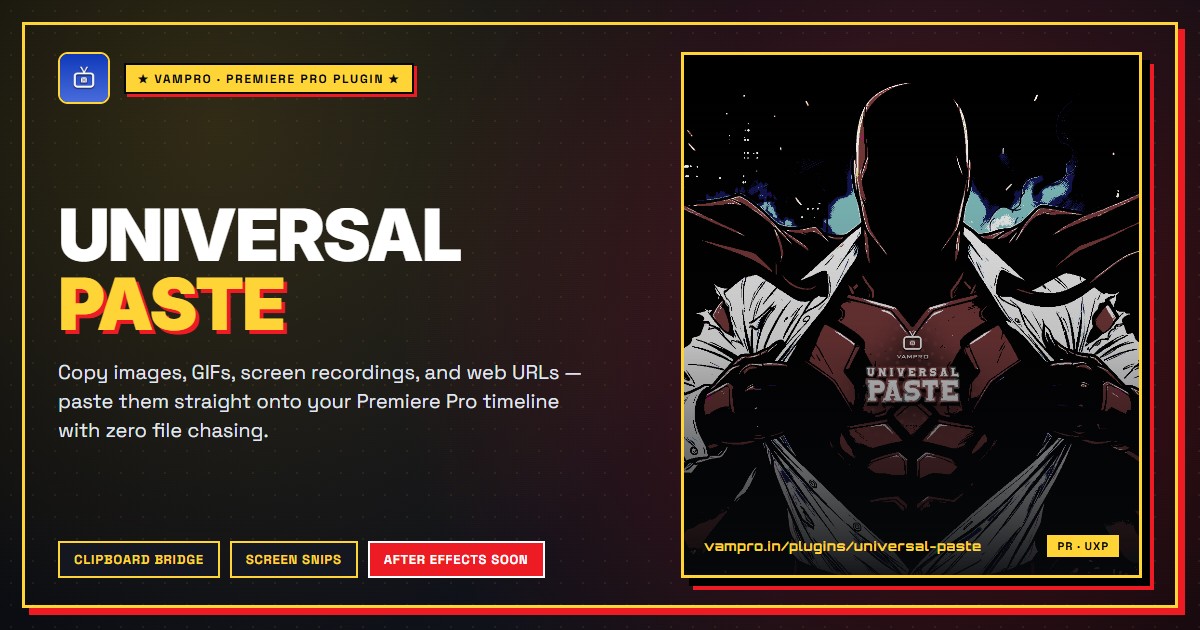 ★ VAMPRO · PREMIERE PRO PLUGIN ★
UNIVERSAL
PASTE
Copy images, GIFs, screen recordings, and web URLs —
paste them straight onto your Premiere Pro timeline
with zero file chasing.
CLIPBOARD BRIDGE
SCREEN SNIPS
AFTER EFFECTS SOON
VAMPRO
UNIVERSAL
PASTE
vampro.in/plugins/universal-paste
PR · UXP